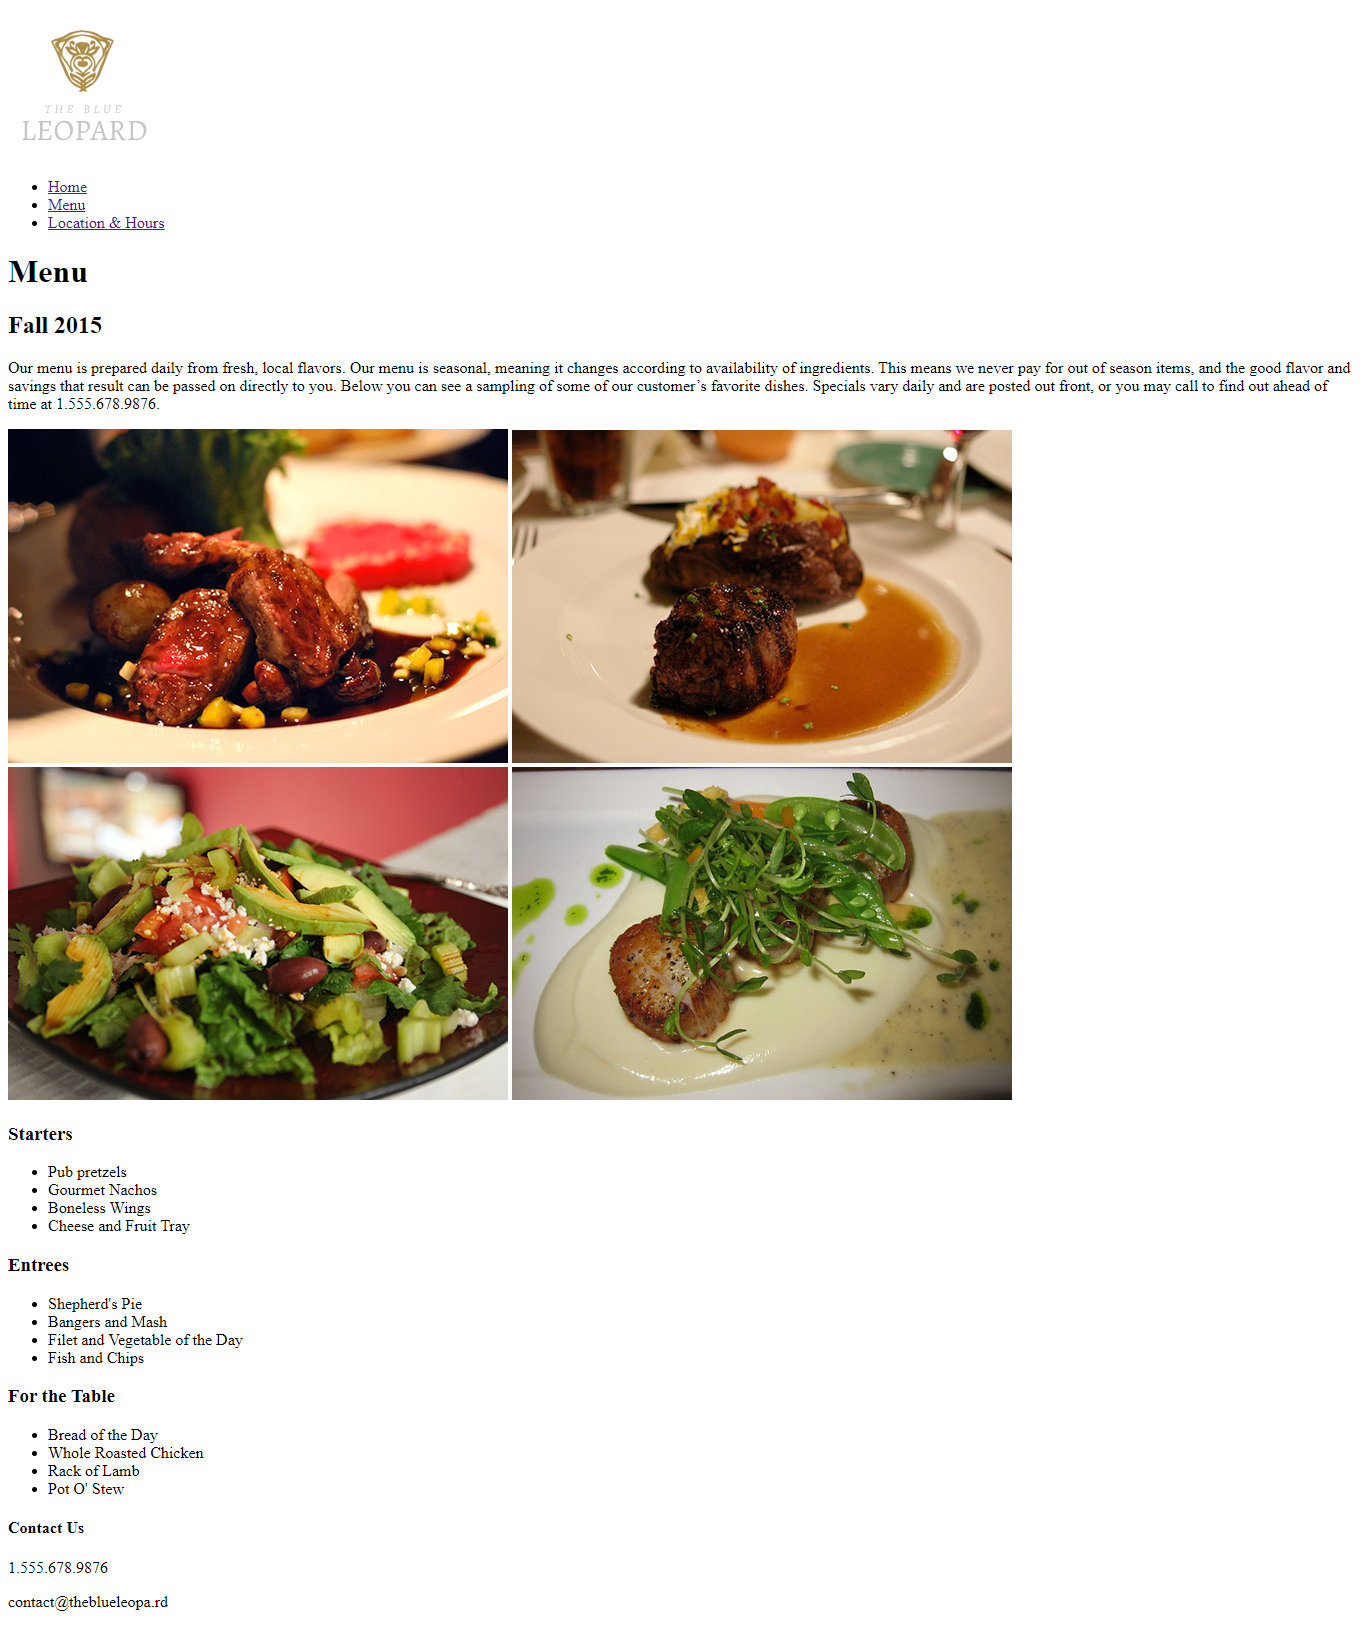 THE BLUE
LEOPARD
Home
Menu
Location & Hours
Menu
Fall 2015
Our menu is prepared daily from fresh, local flavors. Our menu is seasonal, meaning it changes according to availability of ingredients. This means we never pay for out of season items, and the good flavor and
savings that result can be passed on directly to you. Below you can see a sampling of some of our customer’s favorite dishes. Specials vary daily and are posted out front, or you may call to find out ahead of
time at 1.555.678.9876.
Starters
Pub pretzels
Gourmet Nachos
Boneless Wings
Cheese and Fruit Tray
Entrees
Shepherd's Pie
Bangers and Mash
Filet and Vegetable of the Day
Fish and Chips
For the Table
Bread of the Day
Whole Roasted Chicken
Rack of Lamb
Pot O' Stew
Contact Us
1.555.678.9876
contact@theblueleopa.rd